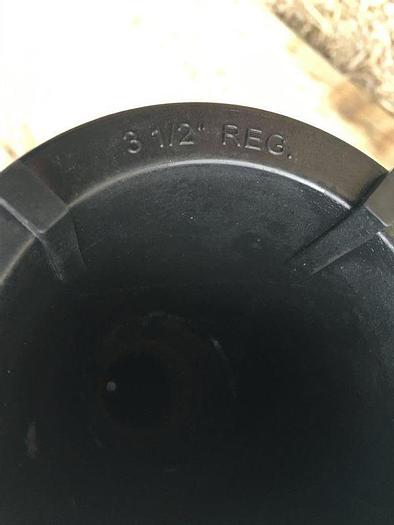 3 1/2" REG.